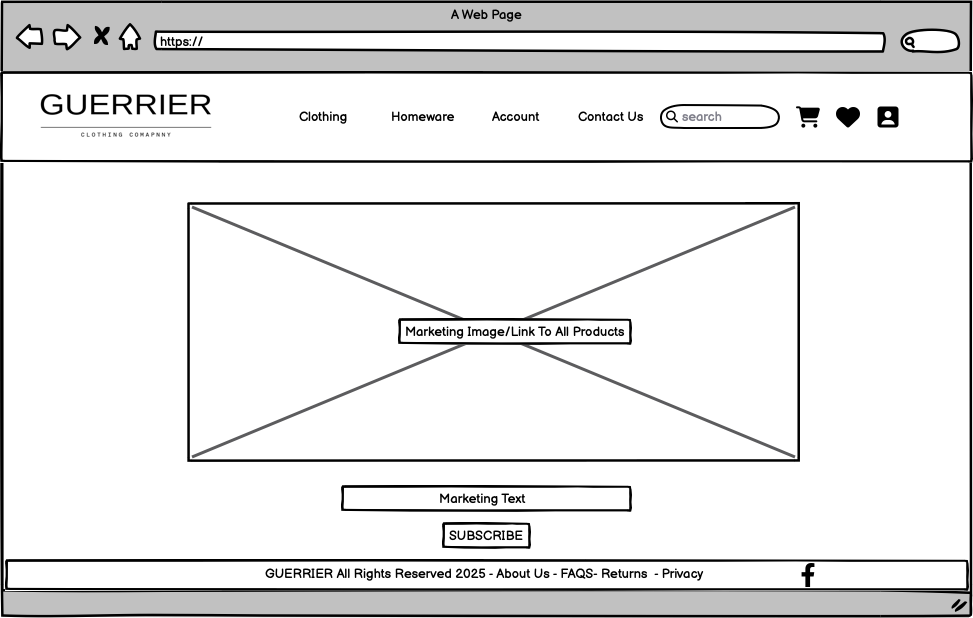 A Web Page
https://
GUERRIER
CLOTHING COMAPNNY
Clothing Homeware Account Contact Us search
Marketing Image/Link To All Products
Marketing Text
SUBSCRIBE
GUERRIER All Rights Reserved 2025 - About Us - FAQS- Returns - Privacy